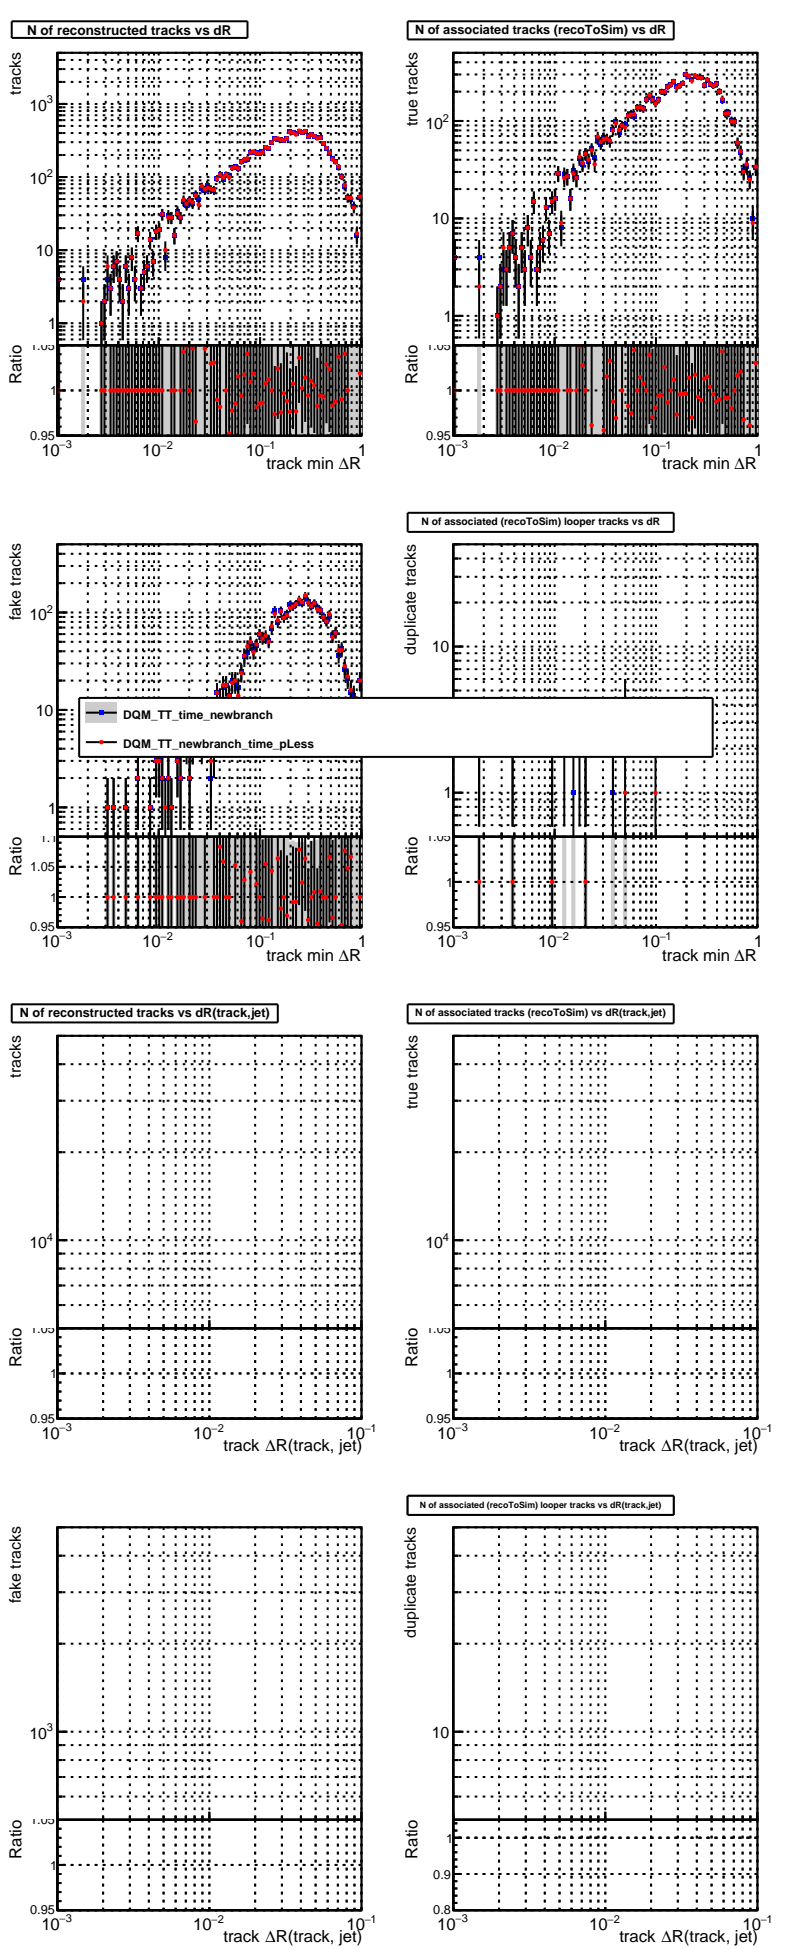 N of reconstructed tracks vs dR
tracks
10³
10²
10
1
Ratio
1.05
1
0.95
10⁻³ 10⁻² 10⁻¹ 1
track min ΔR
N of associated tracks (recoToSim) vs dR
true tracks
10²
10
1
Ratio
1.05
1
0.95
10⁻³ 10⁻² 10⁻¹ 1
track min ΔR
fake tracks
10²
10
1
Ratio
1.1
1.05
1
0.95
10⁻³ 10⁻² 10⁻¹ 1
track min ΔR
N of associated (recoToSim) looper tracks vs dR
duplicate tracks
10
1
Ratio
1.05
1
0.95
10⁻³ 10⁻² 10⁻¹ 1
track min ΔR
DQM_TT_time_newbranch
DQM_TT_newbranch_time_pLess
N of reconstructed tracks vs dR(track,jet)
tracks
10⁴
Ratio
1.05
1
0.95
10⁻³ 10⁻² 10⁻¹
track ΔR(track, jet)
N of associated tracks (recoToSim) vs dR(track,jet)
true tracks
10⁴
Ratio
1.05
1
0.95
10⁻³ 10⁻² 10⁻¹
track ΔR(track, jet)
fake tracks
10³
Ratio
1.05
1
0.95
10⁻³ 10⁻² 10⁻¹
track ΔR(track, jet)
N of associated (recoToSim) looper tracks vs dR(track,jet)
duplicate tracks
10
Ratio
1
0.9
0.8
10⁻³ 10⁻² 10⁻¹
track ΔR(track, jet)